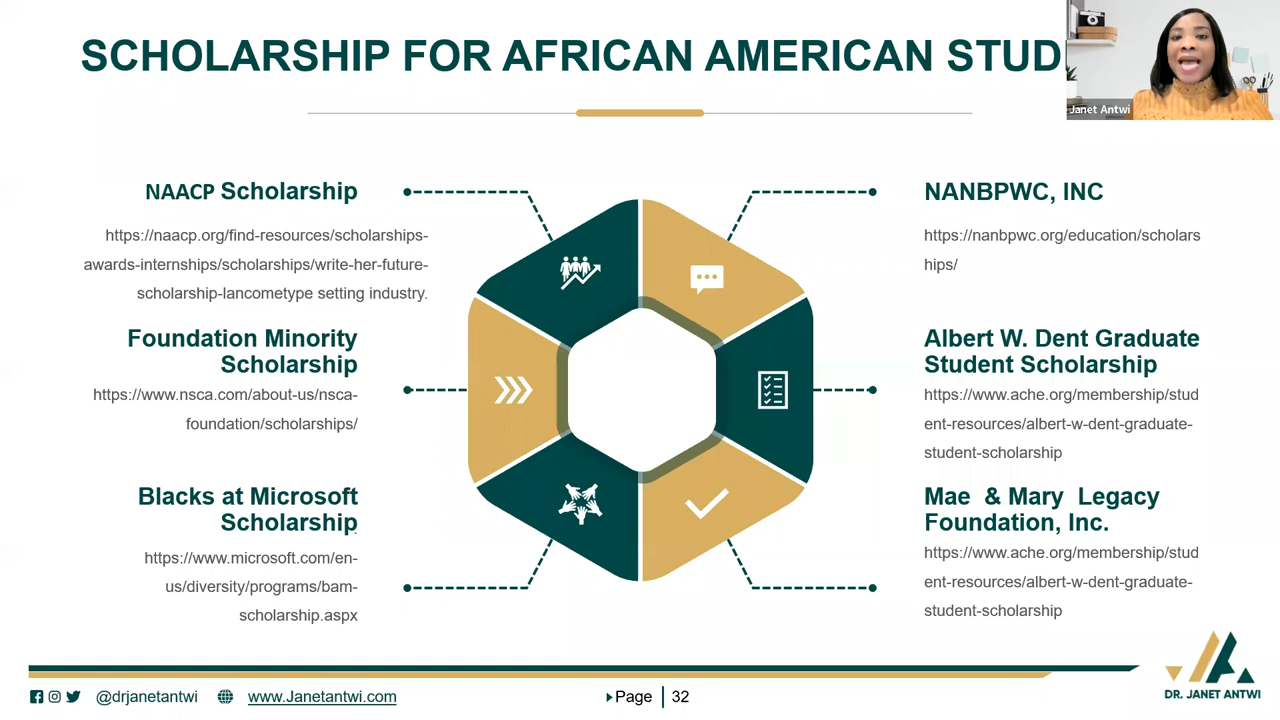 SCHOLARSHIP FOR AFRICAN AMERICAN STUD
Janet Antwi
NAACP Scholarship
https://naacp.org/find-resources/scholarships-
awards-internships/scholarships/write-her-future-
scholarship-lancometype setting industry.
Foundation Minority
Scholarship
https://www.nsca.com/about-us/nsca-
foundation/scholarships/
Blacks at Microsoft
Scholarship
https://www.microsoft.com/en-
us/diversity/programs/bam-
scholarship.aspx
NANBPWC, INC
https://nanbpwc.org/education/scholars
hips/
Albert W. Dent Graduate
Student Scholarship
https://www.ache.org/membership/stud
ent-resources/albert-w-dent-graduate-
student-scholarship
Mae & Mary Legacy
Foundation, Inc.
https://www.ache.org/membership/stud
ent-resources/albert-w-dent-graduate-
student-scholarship
@drjanetantwi
www.Janetantwi.com
Page 32
DR. JANET ANTWI